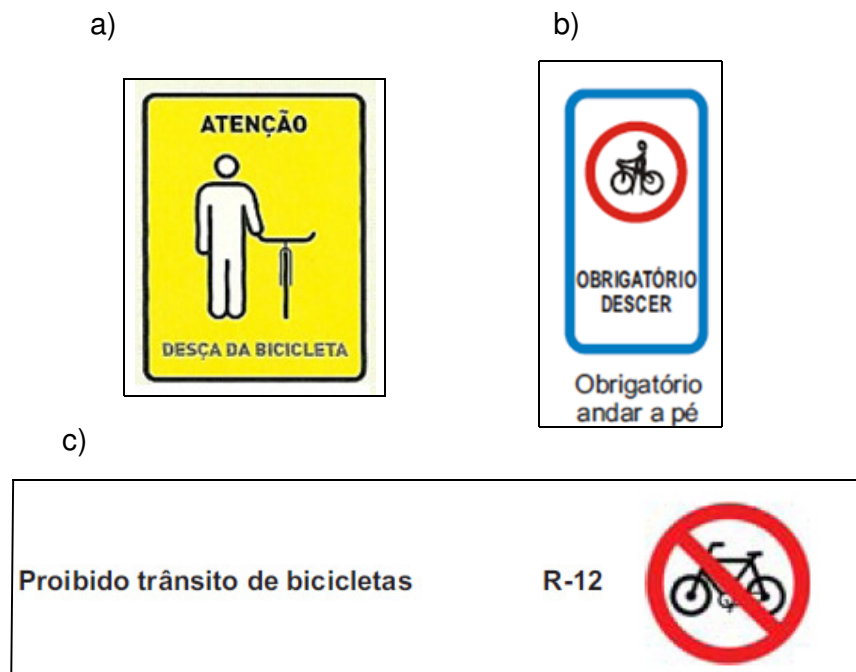 a)
b)
ATENÇÃO
DESÇA DA BICICLETA
OBRIGATÓRIO
DESCER
Obrigatório
andar a pé
c)
Proibido trânsito de bicicletas R-12